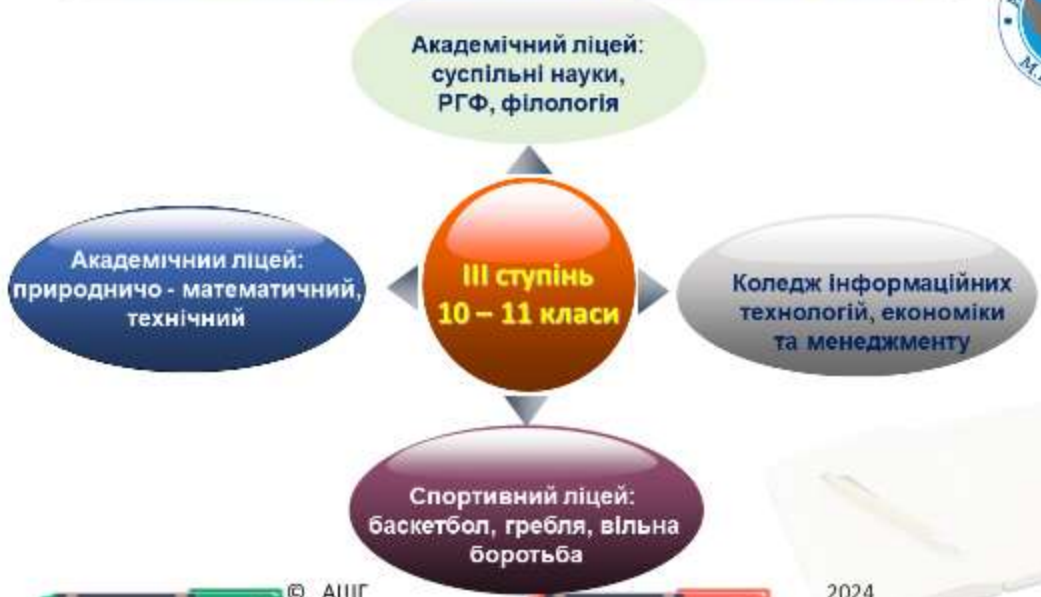 Академічний ліцей:
суспільні науки,
РГФ, філологія
Академічнии ліцей:
природничо - математичний,
технічний
ІІІ ступінь
10 – 11 класи
Коледж інформаційних
технологій, економіки
та менеджменту
Спортивний ліцей:
баскетбол, гребля, вільна
боротьба
© АШГ
2024